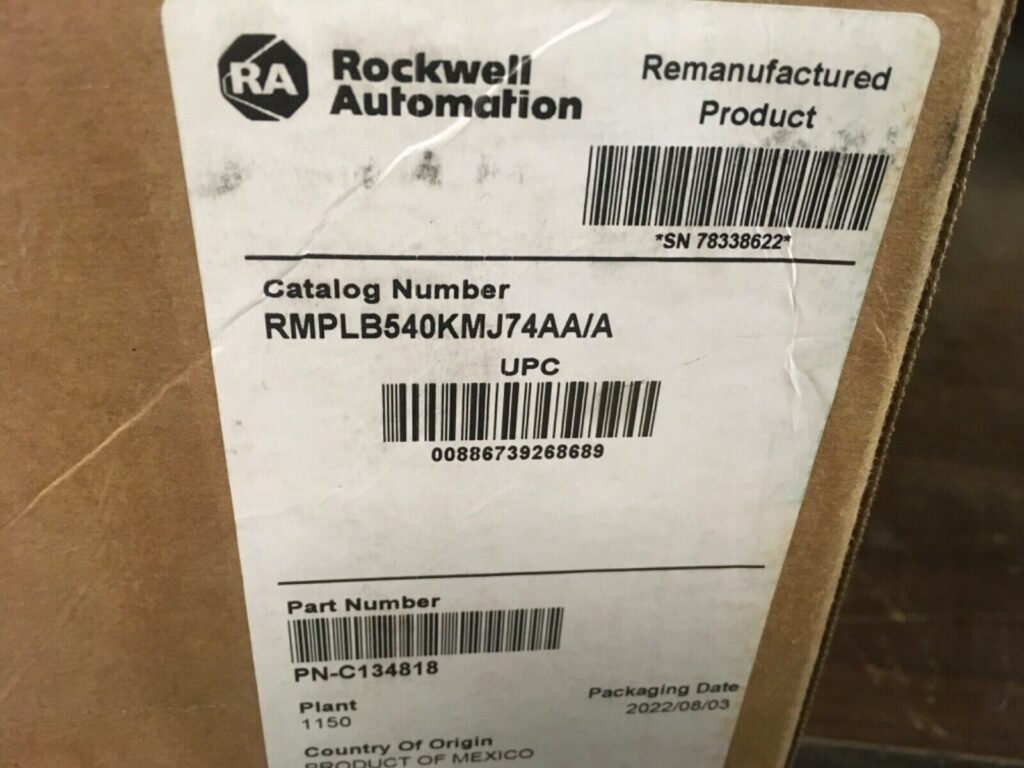 RA Rockwell
Automation
Remanufactured
Product
*SN 78338622*
Catalog Number
RMPLB540KMJ74AA/A
UPC
00886739268689
Part Number
PN-C134818
Plant
1150
Packaging Date
2022/08/03
Country Of Origin
PRODUCT OF MEXICO